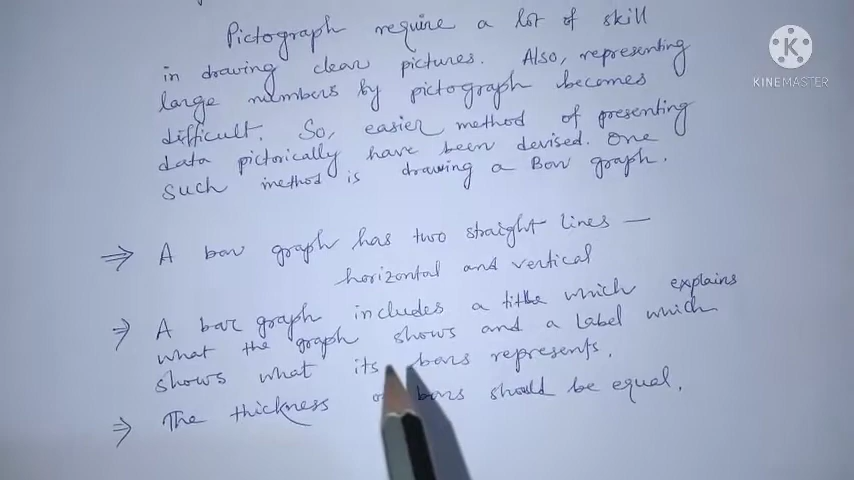 Pictograph require a lot of skill
in drawing clear pictures. Also, representing
large numbers by pictograph becomes
difficult. So, easier method of presenting
data pictorically have been devised. One
such method is drawing a Bar graph.
⇒ A bar graph has two straight lines —
horizontal and vertical
⇒ A bar graph includes a title which explains
what the graph shows and a Label which
shows what its bars represents.
⇒ The thickness bars should be equal.
K
KINEMASTER